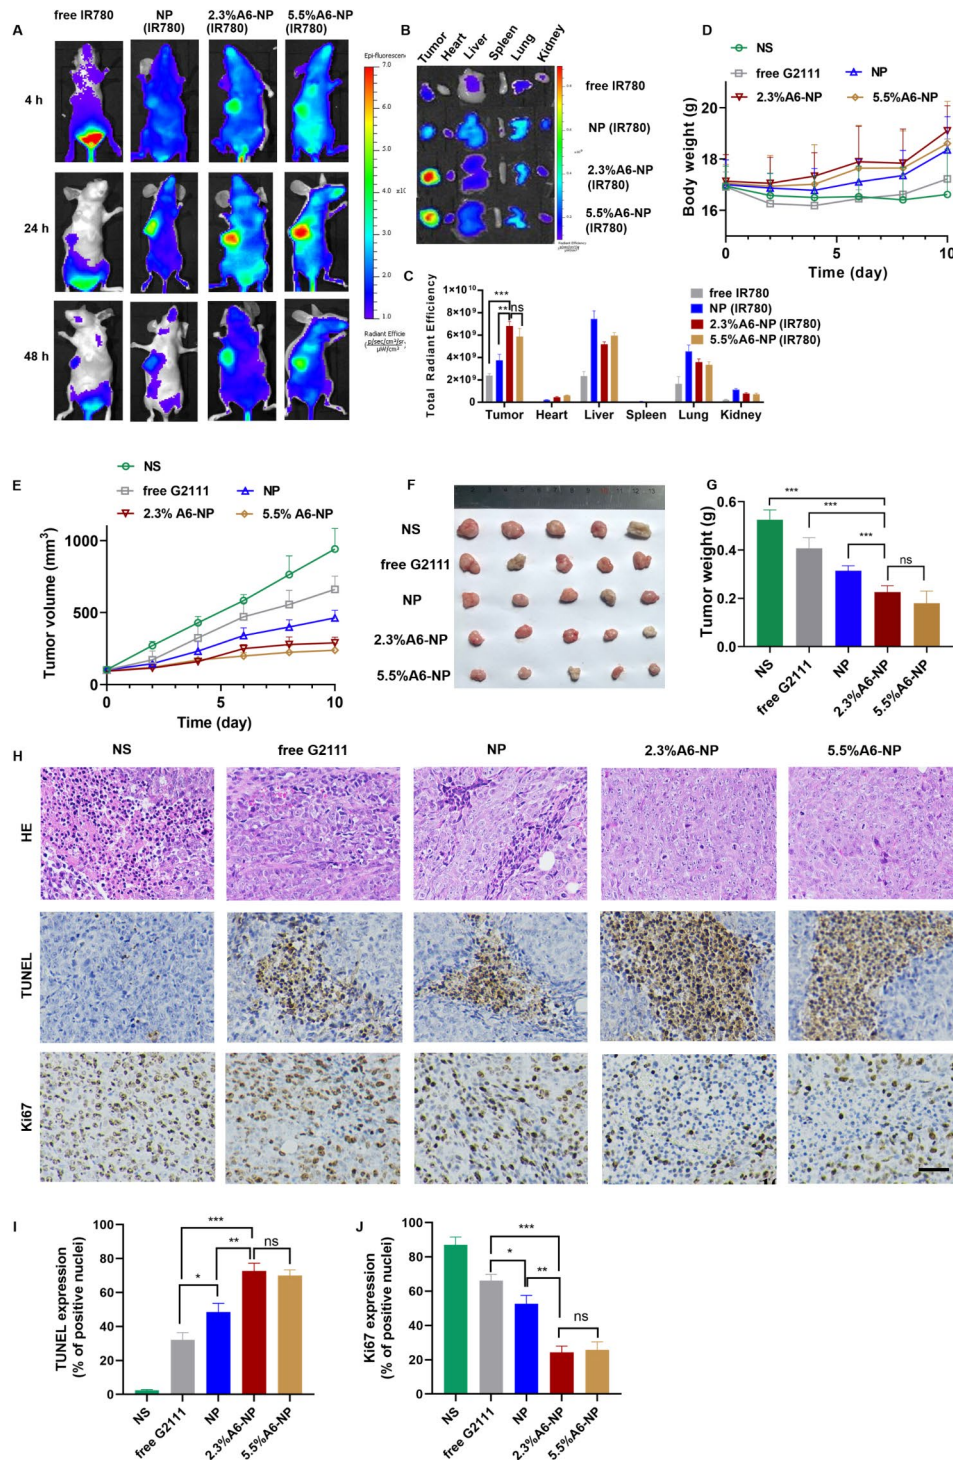 A
free IR780
NP (IR780)
2.3%A6-NP (IR780)
5.5%A6-NP (IR780)
4 h
24 h
48 h
Epi-fluorescen
7.0
6.0
5.0
4.0
3.0
2.0
1.0
Radiant Efficie
p/sec/cm²/sr
µW/cm²
B
Tumor
Heart
Liver
Spleen
Lung
Kidney
free IR780
NP (IR780)
2.3%A6-NP (IR780)
5.5%A6-NP (IR780)
C
Total Radiant Efficiency
1×10¹⁰
8×10⁹
6×10⁹
4×10⁹
2×10⁹
***
**
ns
Tumor
Heart
Liver
Spleen
Lung
Kidney
free IR780
NP (IR780)
2.3%A6-NP (IR780)
5.5%A6-NP (IR780)
D
NS
free G2111
NP
2.3%A6-NP
5.5%A6-NP
Body weight (g)
20
18
16
0
5
10
Time (day)
E
NS
free G2111
NP
2.3% A6-NP
5.5% A6-NP
Tumor volume (mm³)
1000
500
0
0
5
10
Time (day)
F
NS
free G2111
NP
2.3%A6-NP
5.5%A6-NP
G
Tumor weight (g)
0.6
0.4
0.2
0.0
***
***
***
ns
NS
free G2111
NP
2.3%A6-NP
5.5%A6-NP
H
NS
free G2111
NP
2.3%A6-NP
5.5%A6-NP
HE
TUNEL
Ki67
I
TUNEL expression
(% of positive nuclei)
100
80
60
40
20
0
***
**
ns
*
NS
free G2111
NP
2.3%A6-NP
5.5%A6-NP
J
Ki67 expression
(% of positive nuclei)
100
80
60
40
20
0
***
*
**
ns
NS
free G2111
NP
2.3%A6-NP
5.5%A6-NP